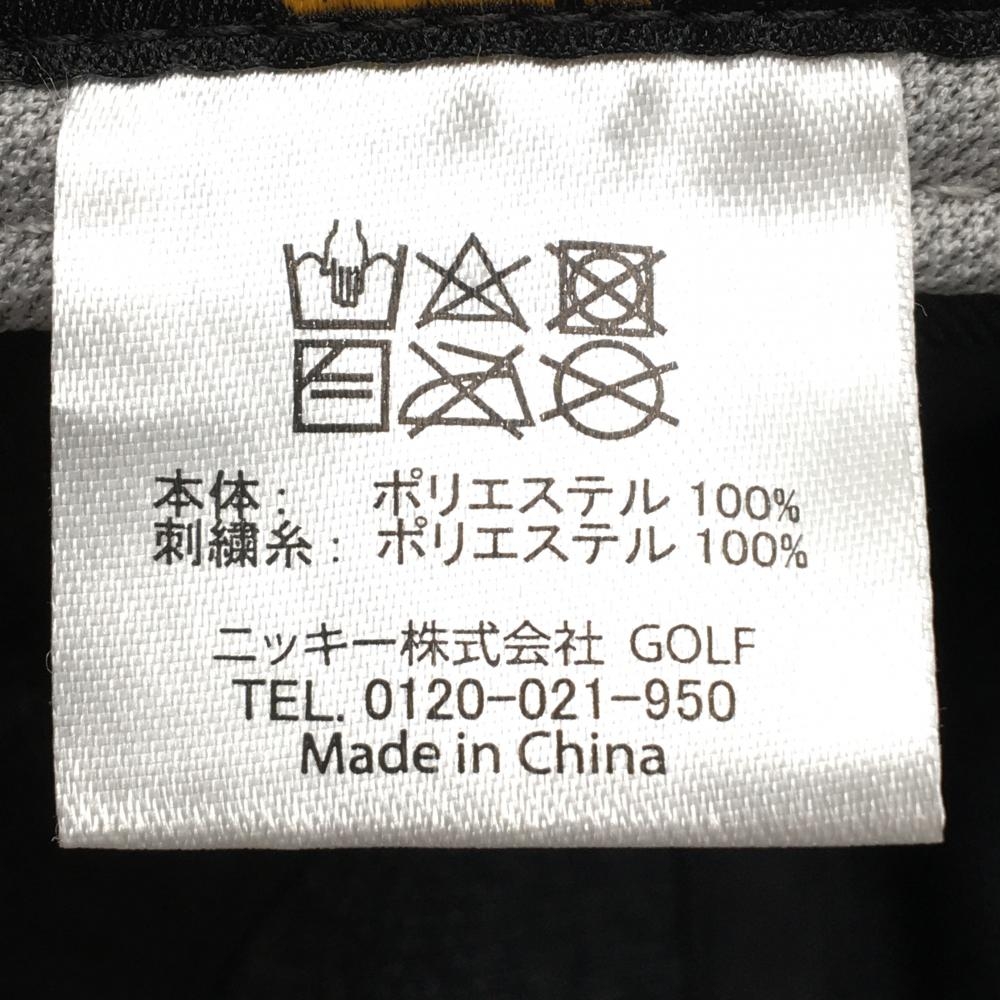 本体: ポリエステル 100%
刺繍糸: ポリエステル 100%
ニッキー株式会社 GOLF
TEL. 0120-021-950
Made in China